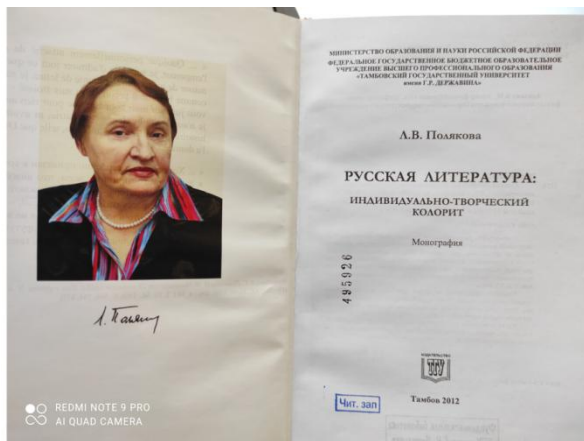 МИНИСТЕРСТВО ОБРАЗОВАНИЯ И НАУКИ РОССИЙСКОЙ ФЕДЕРАЦИИ
ФЕДЕРАЛЬНОЕ ГОСУДАРСТВЕННОЕ БЮДЖЕТНОЕ ОБРАЗОВАТЕЛЬНОЕ
УЧРЕЖДЕНИЕ ВЫСШЕГО ПРОФЕССИОНАЛЬНОГО ОБРАЗОВАНИЯ
«ТАМБОВСКИЙ ГОСУДАРСТВЕННЫЙ УНИВЕРСИТЕТ
имени Г.Р. ДЕРЖАВИНА»
Л.В. Полякова
РУССКАЯ ЛИТЕРАТУРА:
ИНДИВИДУАЛЬНО-ТВОРЧЕСКИЙ
КОЛОРИТ
Монография
495926
Чит. зал
Тамбов 2012
REDMI NOTE 9 PRO
AI QUAD CAMERA